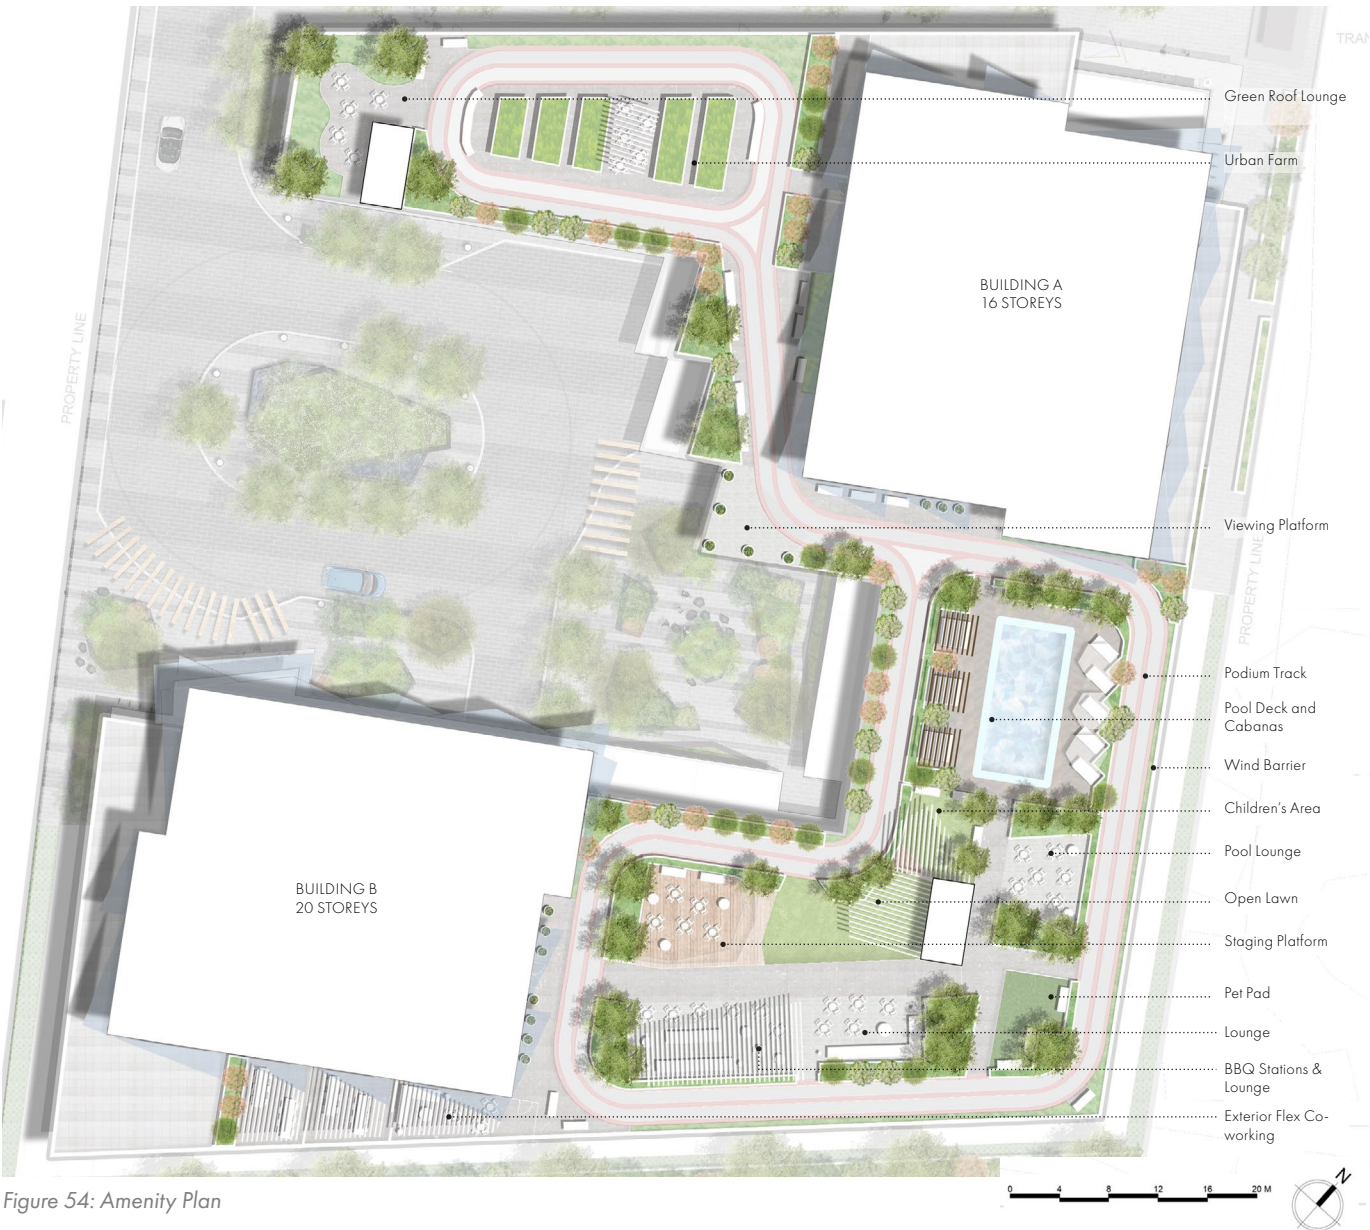 TRAN
Green Roof Lounge
Urban Farm
BUILDING A
16 STOREYS
PROPERTY LINE
Viewing Platform
PROPERTY LINE
Podium Track
Pool Deck and
Cabanas
Wind Barrier
Children's Area
Pool Lounge
BUILDING B
20 STOREYS
Open Lawn
Staging Platform
Pet Pad
Lounge
BBQ Stations &
Lounge
Exterior Flex Co-
working
Figure 54: Amenity Plan
0 4 8 12 16 20 M
N